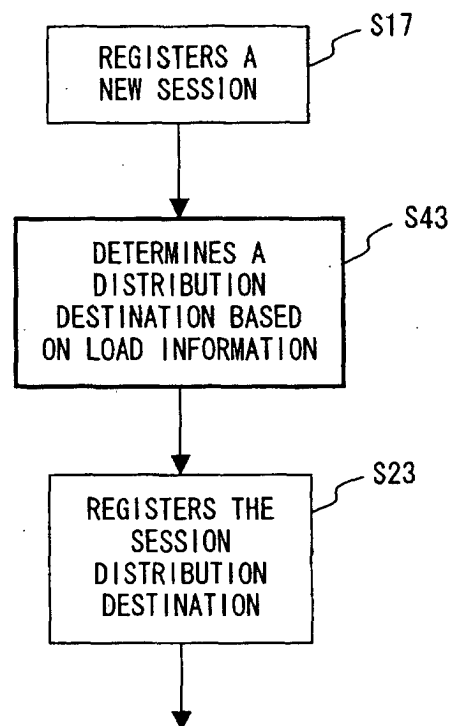 S17
REGISTERS A
NEW SESSION
S43
DETERMINES A
DISTRIBUTION
DESTINATION BASED
ON LOAD INFORMATION
S23
REGISTERS THE
SESSION
DISTRIBUTION
DESTINATION